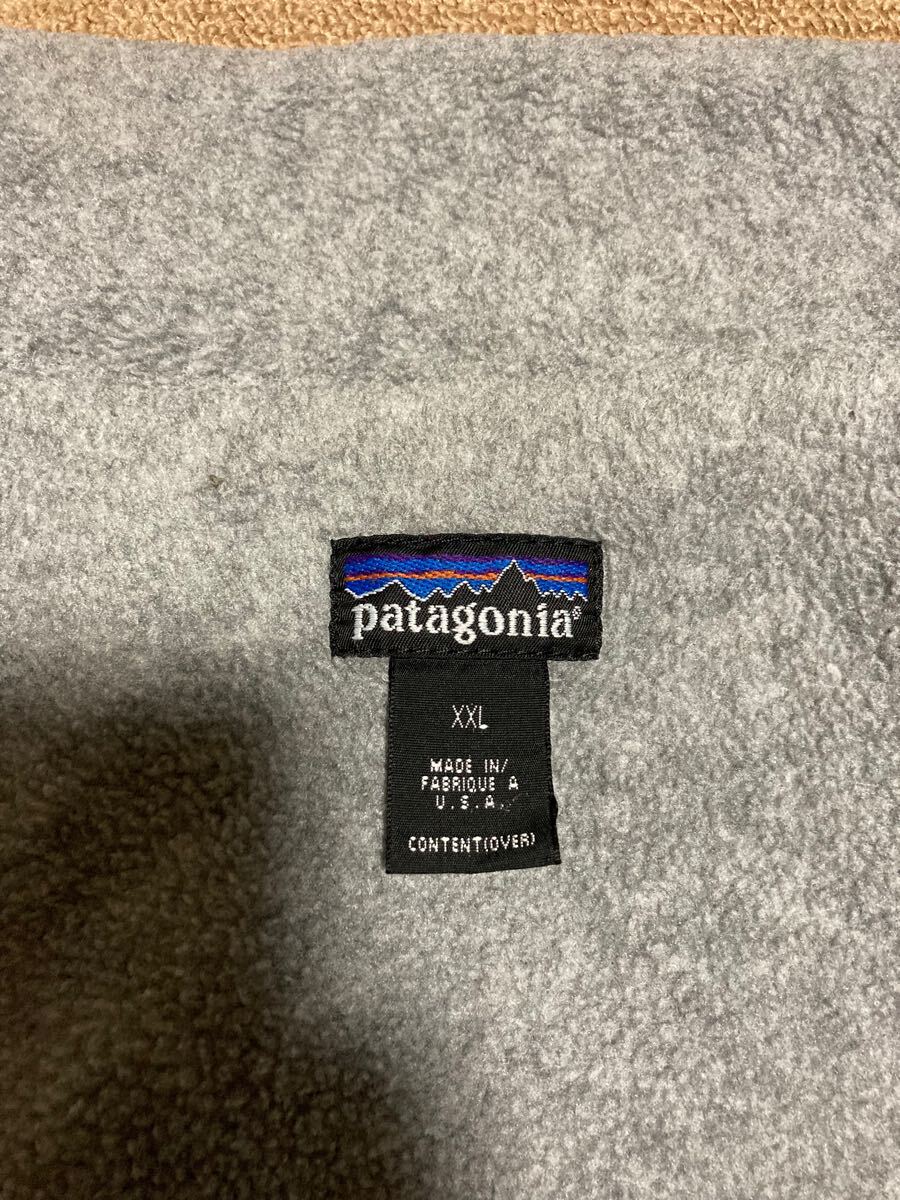 patagonia®
XXL
MADE IN/
FABRIQUE A
U.S.A.
CONTENT(OVER)